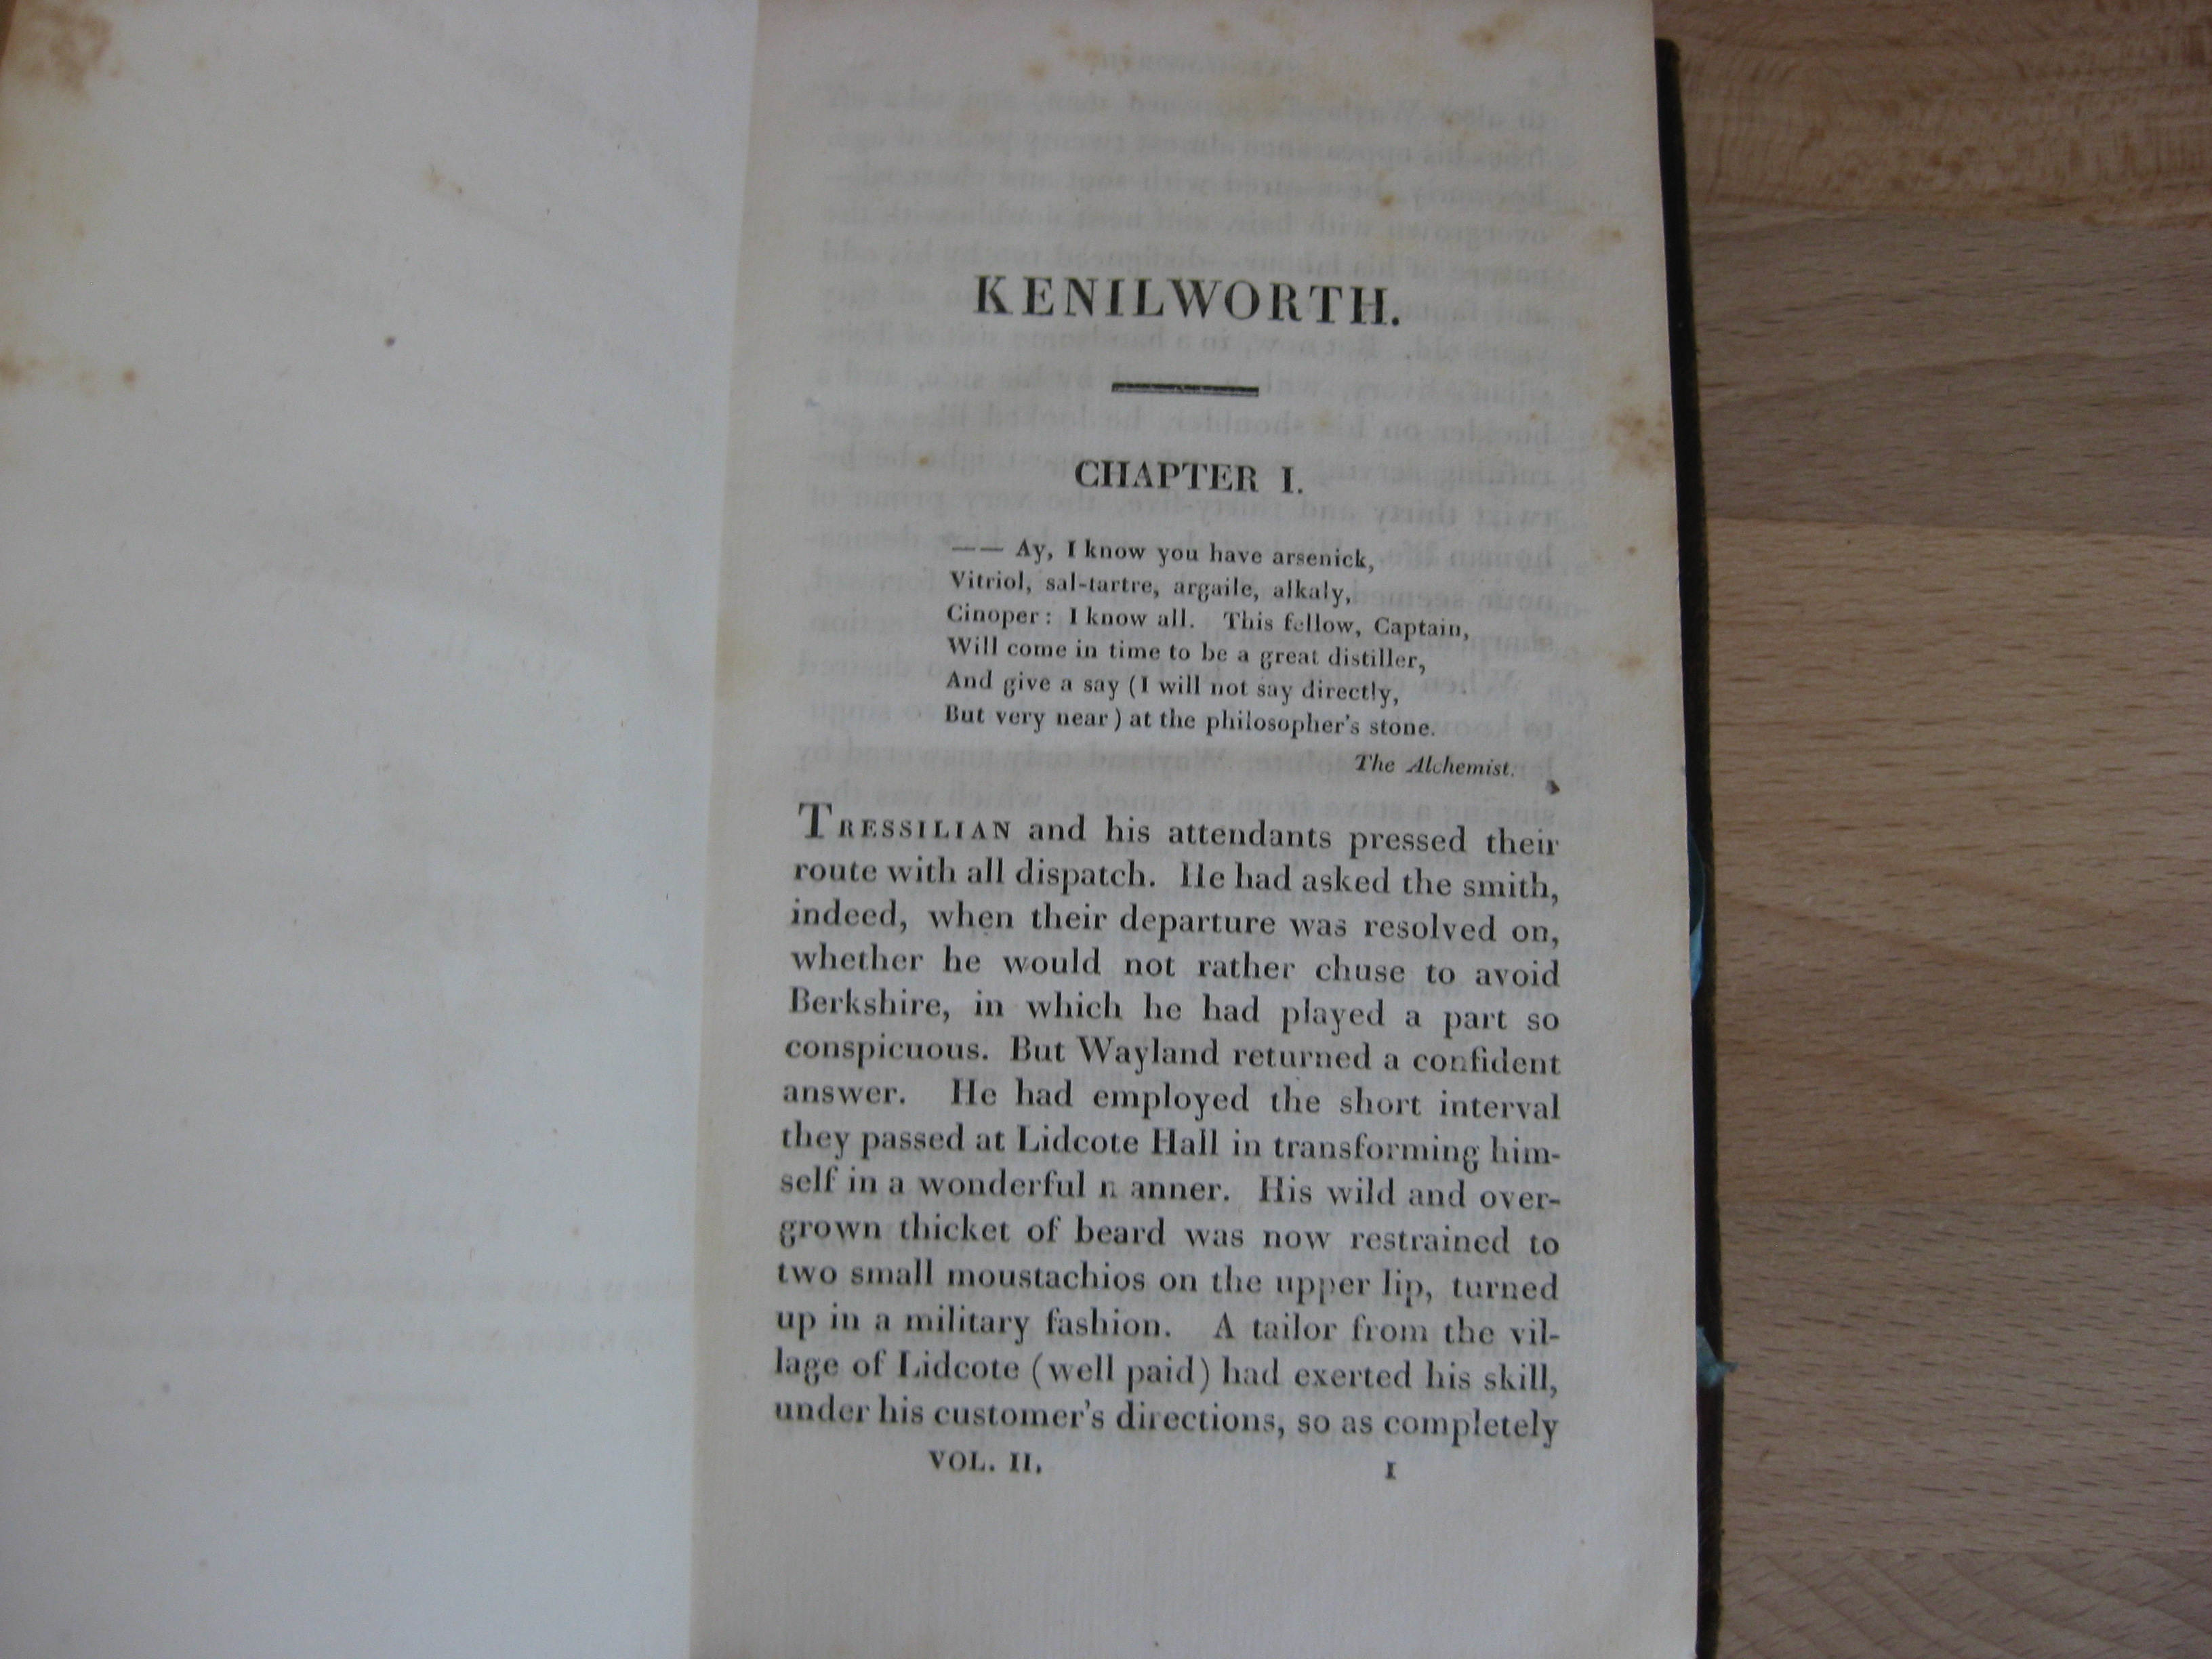 KENILWORTH.
CHAPTER I.
—— Ay, I know you have arsenick,
Vitriol, sal-tartre, argaile, alkaly,
Cinoper: I know all. This fellow, Captain,
Will come in time to be a great distiller,
And give a say (I will not say directly,
But very near) at the philosopher's stone.
The Alchemist.
TRESSILIAN and his attendants pressed their
route with all dispatch. He had asked the smith,
indeed, when their departure was resolved on,
whether he would not rather chuse to avoid
Berkshire, in which he had played a part so
conspicuous. But Wayland returned a confident
answer. He had employed the short interval
they passed at Lidcote Hall in transforming him-
self in a wonderful manner. His wild and over-
grown thicket of beard was now restrained to
two small moustachios on the upper lip, turned
up in a military fashion. A tailor from the vil-
lage of Lidcote (well paid) had exerted his skill,
under his customer's directions, so as completely
VOL. II. I